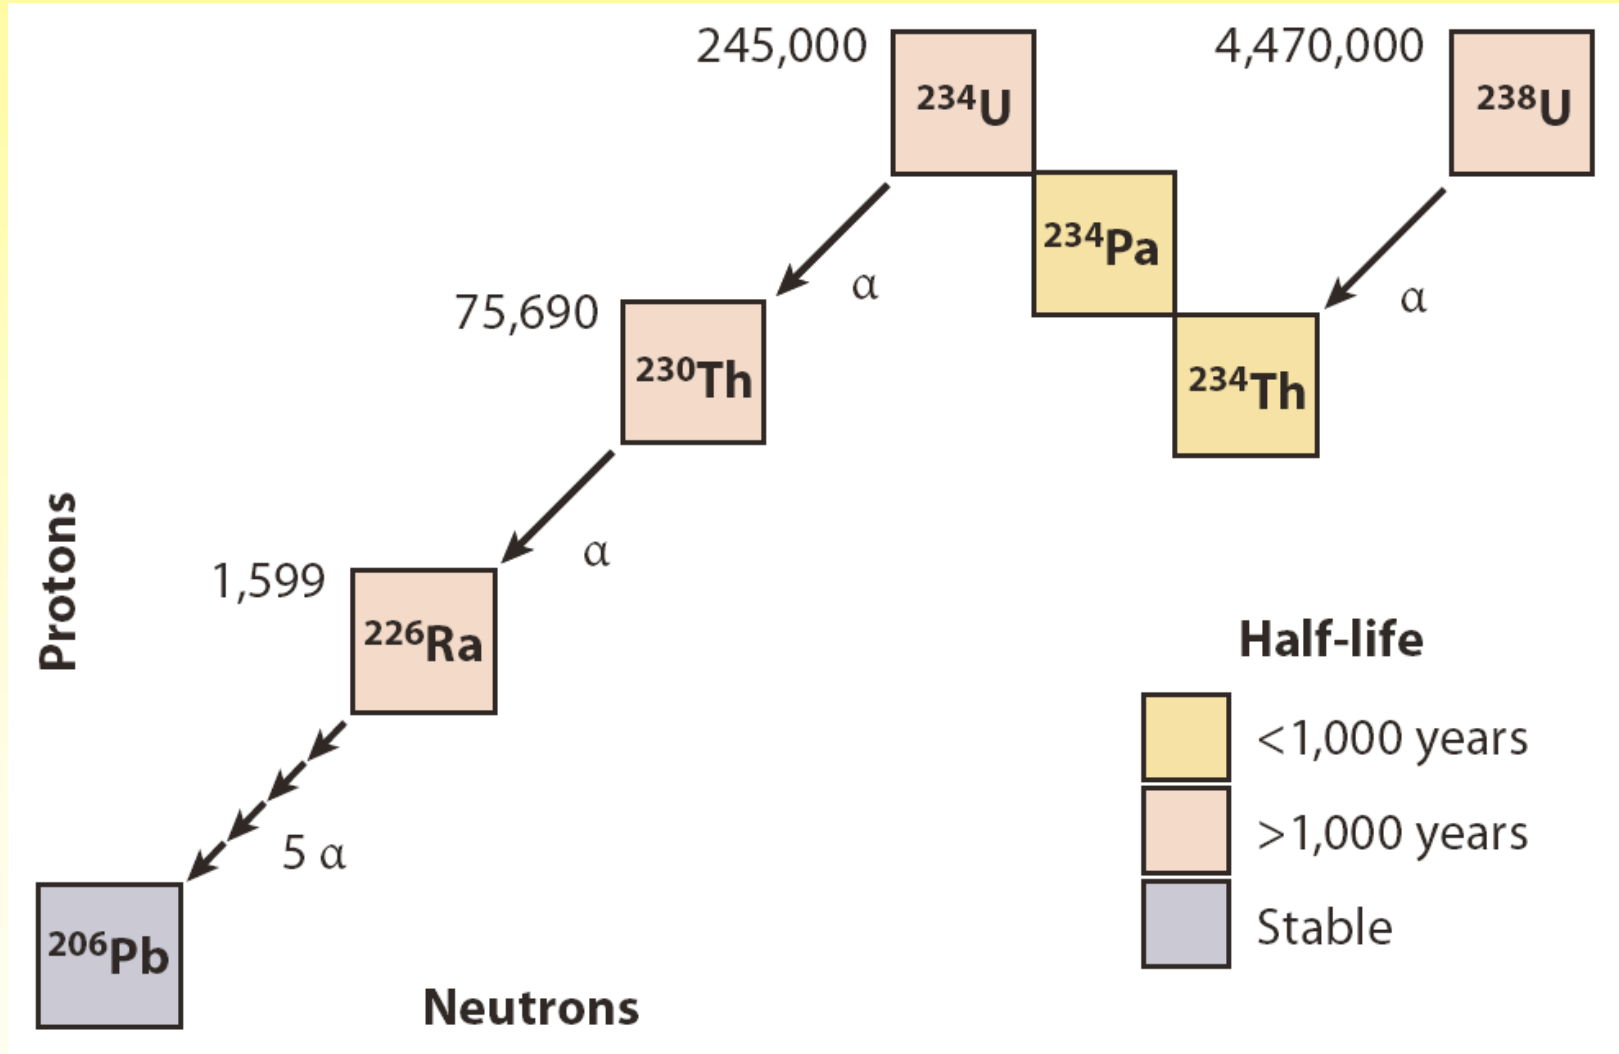 245,000
²³⁴U
4,470,000
²³⁸U
²³⁴Pa
α
α
75,690
²³⁰Th
²³⁴Th
α
1,599
²²⁶Ra
Protons
Half-life
<1,000 years
>1,000 years
Stable
5 α
²⁰⁶Pb
Neutrons